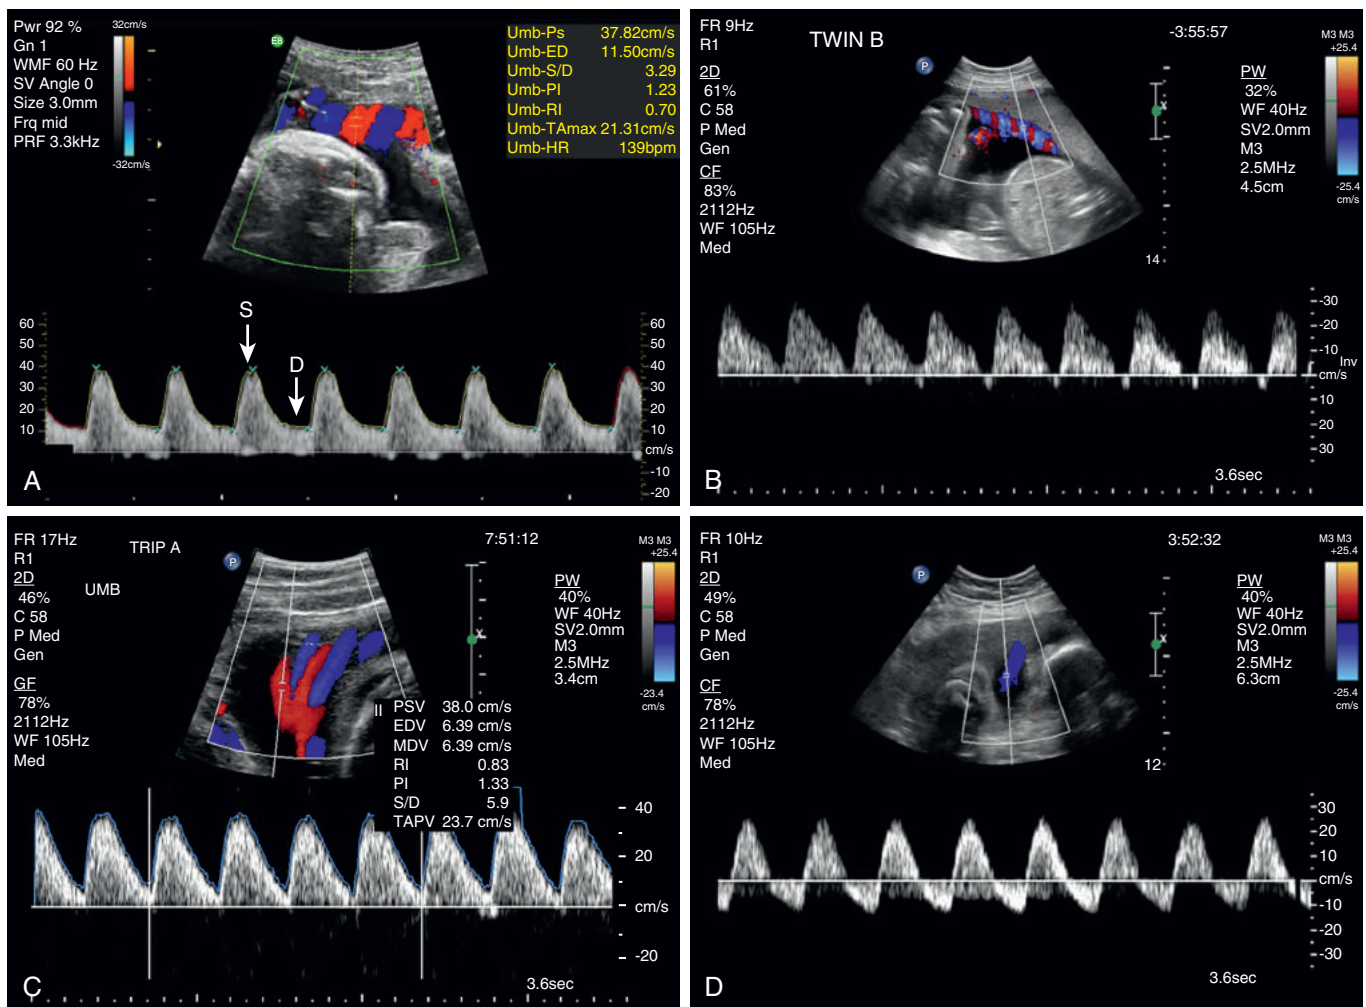 Pwr 92 %
Gn 1
WMF 60 Hz
SV Angle 0
Size 3.0mm
Frq mid
PRF 3.3kHz
32cm/s
-32cm/s
E8
Umb-Ps 37.82cm/s
Umb-ED 11.50cm/s
Umb-S/D 3.29
Umb-PI 1.23
Umb-RI 0.70
Umb-TAmax 21.31cm/s
Umb-HR 139bpm
S
D
60 60
50 50
40 40
30 30
20 20
10 10
cm/s
-10
-20
A
FR 9Hz
R1
2D
61%
C 58
P Med
Gen
CF
83%
2112Hz
WF 105Hz
Med
TWIN B
P
-3:55:57
X
14
PW
32%
WF 40Hz
SV2.0mm
M3
2.5MHz
4.5cm
M3 M3
+25.4
-25.4
cm/s
-30
-20
-10
Inv
cm/s
10
20
30
3.6sec
B
FR 17Hz
R1
2D
46%
C 58
P Med
Gen
GF
78%
2112Hz
WF 105Hz
Med
TRIP A
UMB
P
7:51:12
X
PW
40%
WF 40Hz
SV2.0mm
M3
2.5MHz
3.4cm
M3 M3
+25.4
-23.4
cm/s
II
PSV 38.0 cm/s
EDV 6.39 cm/s
MDV 6.39 cm/s
RI 0.83
PI 1.33
S/D 5.9
TAPV 23.7 cm/s
40
20
cm/s
-20
3.6sec
C
FR 10Hz
R1
2D
49%
C 58
P Med
Gen
CF
78%
2112Hz
WF 105Hz
Med
P
3:52:32
X
12
PW
40%
WF 40Hz
SV2.0mm
M3
2.5MHz
6.3cm
M3 M3
+25.4
-25.4
cm/s
30
20
10
cm/s
-10
-20
-30
3.6sec
D